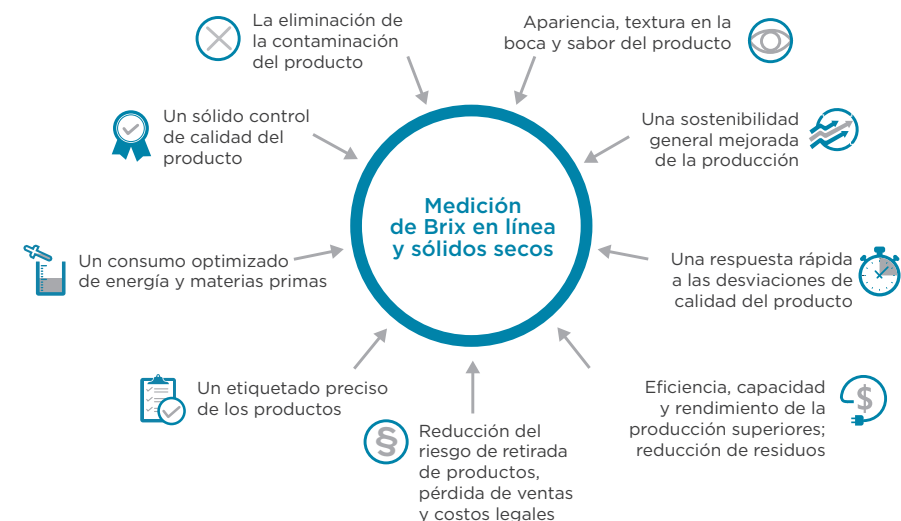 La eliminación de
la contaminación
del producto
Apariencia, textura en la
boca y sabor del producto
Un sólido control
de calidad del
producto
Una sostenibilidad
general mejorada
de la producción
Medición
de Brix en línea
y sólidos secos
Un consumo optimizado
de energía y materias primas
Una respuesta rápida
a las desviaciones de
calidad del producto
Un etiquetado preciso
de los productos
Eficiencia, capacidad
y rendimiento de la
producción superiores;
reducción de residuos
$
§
Reducción del
riesgo de retirada
de productos,
pérdida de ventas
y costos legales